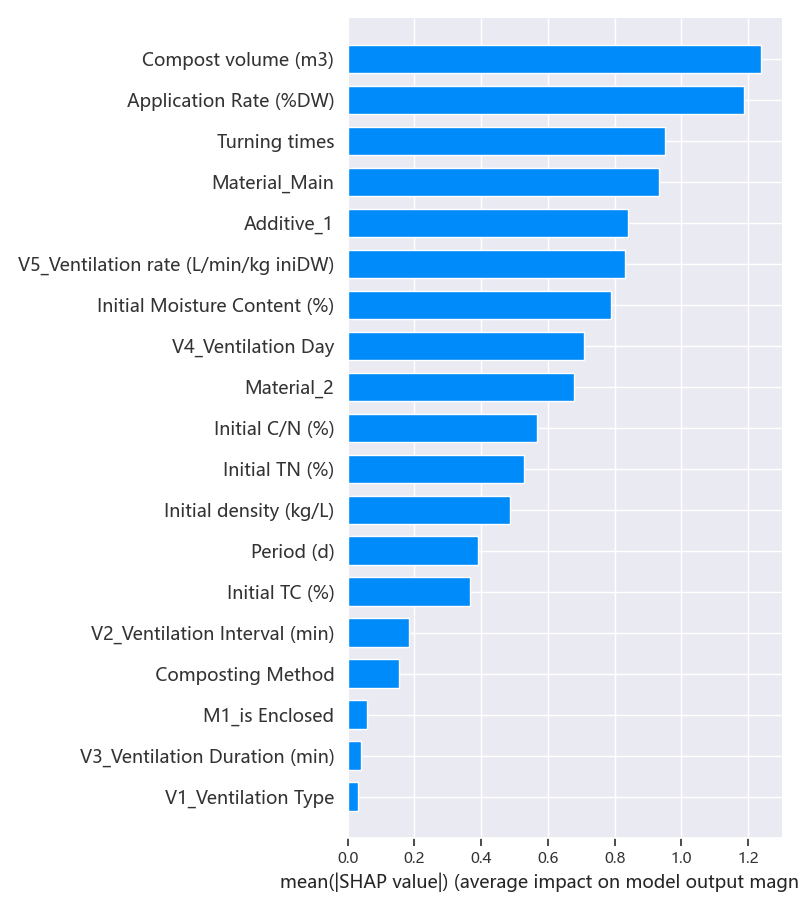 Compost volume (m3)
Application Rate (%DW)
Turning times
Material_Main
Additive_1
V5_Ventilation rate (L/min/kg iniDW)
Initial Moisture Content (%)
V4_Ventilation Day
Material_2
Initial C/N (%)
Initial TN (%)
Initial density (kg/L)
Period (d)
Initial TC (%)
V2_Ventilation Interval (min)
Composting Method
M1_is Enclosed
V3_Ventilation Duration (min)
V1_Ventilation Type
0.0 0.2 0.4 0.6 0.8 1.0 1.2
mean(|SHAP value|) (average impact on model output magn